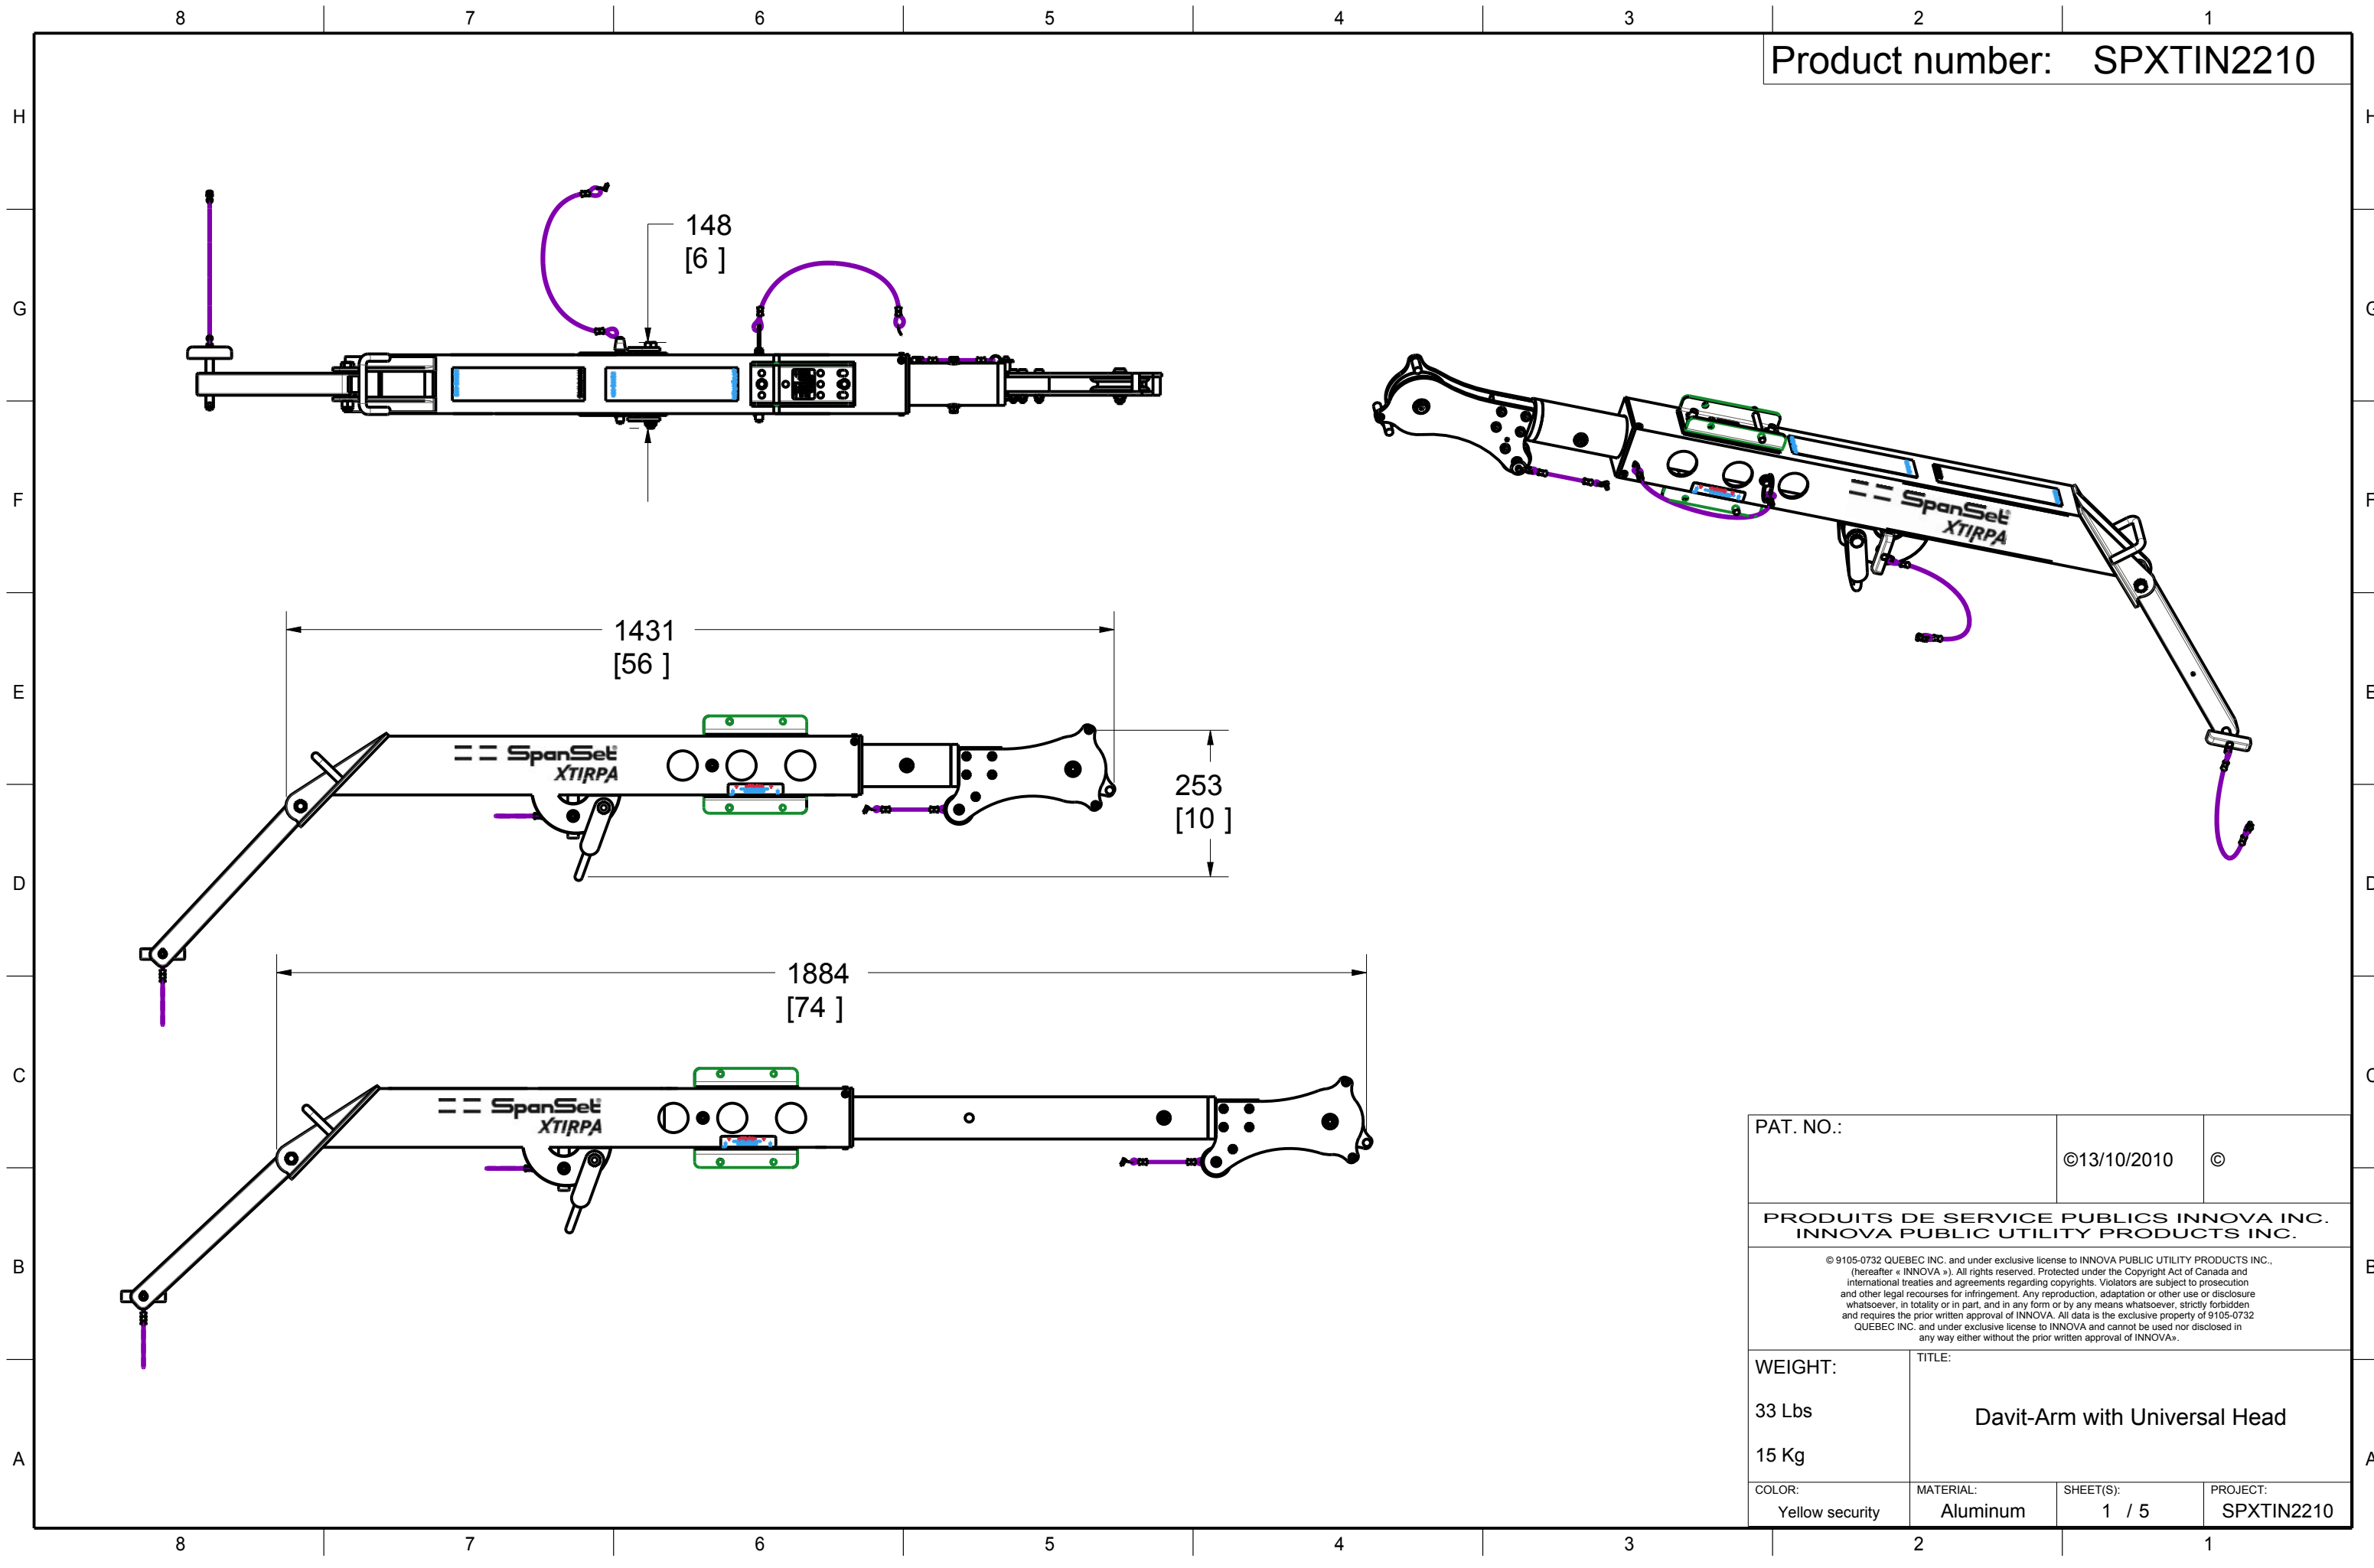 8 7 6 5 4 3 2 1
Product number: SPXTIN2210
H H
148
[6 ]
G G
F F
SpanSet
XTIRPA
1431
[56 ]
E E
SpanSet
XTIRPA
253
[10 ]
D D
1884
[74 ]
C C
SpanSet
XTIRPA
PAT. NO.:
©13/10/2010 ©
PRODUITS DE SERVICE PUBLICS INNOVA INC.
INNOVA PUBLIC UTILITY PRODUCTS INC.
B B
© 9105-0732 QUEBEC INC. and under exclusive license to INNOVA PUBLIC UTILITY PRODUCTS INC.,
(hereafter « INNOVA »). All rights reserved. Protected under the Copyright Act of Canada and
international treaties and agreements regarding copyrights. Violators are subject to prosecution
and other legal recourses for infringement. Any reproduction, adaptation or other use or disclosure
whatsoever, in totality or in part, and in any form or by any means whatsoever, strictly forbidden
and requires the prior written approval of INNOVA. All data is the exclusive property of 9105-0732
QUEBEC INC. and under exclusive license to INNOVA and cannot be used nor disclosed in
any way either without the prior written approval of INNOVA».
WEIGHT:
33 Lbs
15 Kg
TITLE:
Davit-Arm with Universal Head
A A
COLOR:
Yellow security
MATERIAL:
Aluminum
SHEET(S):
1 / 5
PROJECT:
SPXTIN2210
8 7 6 5 4 3 2 1